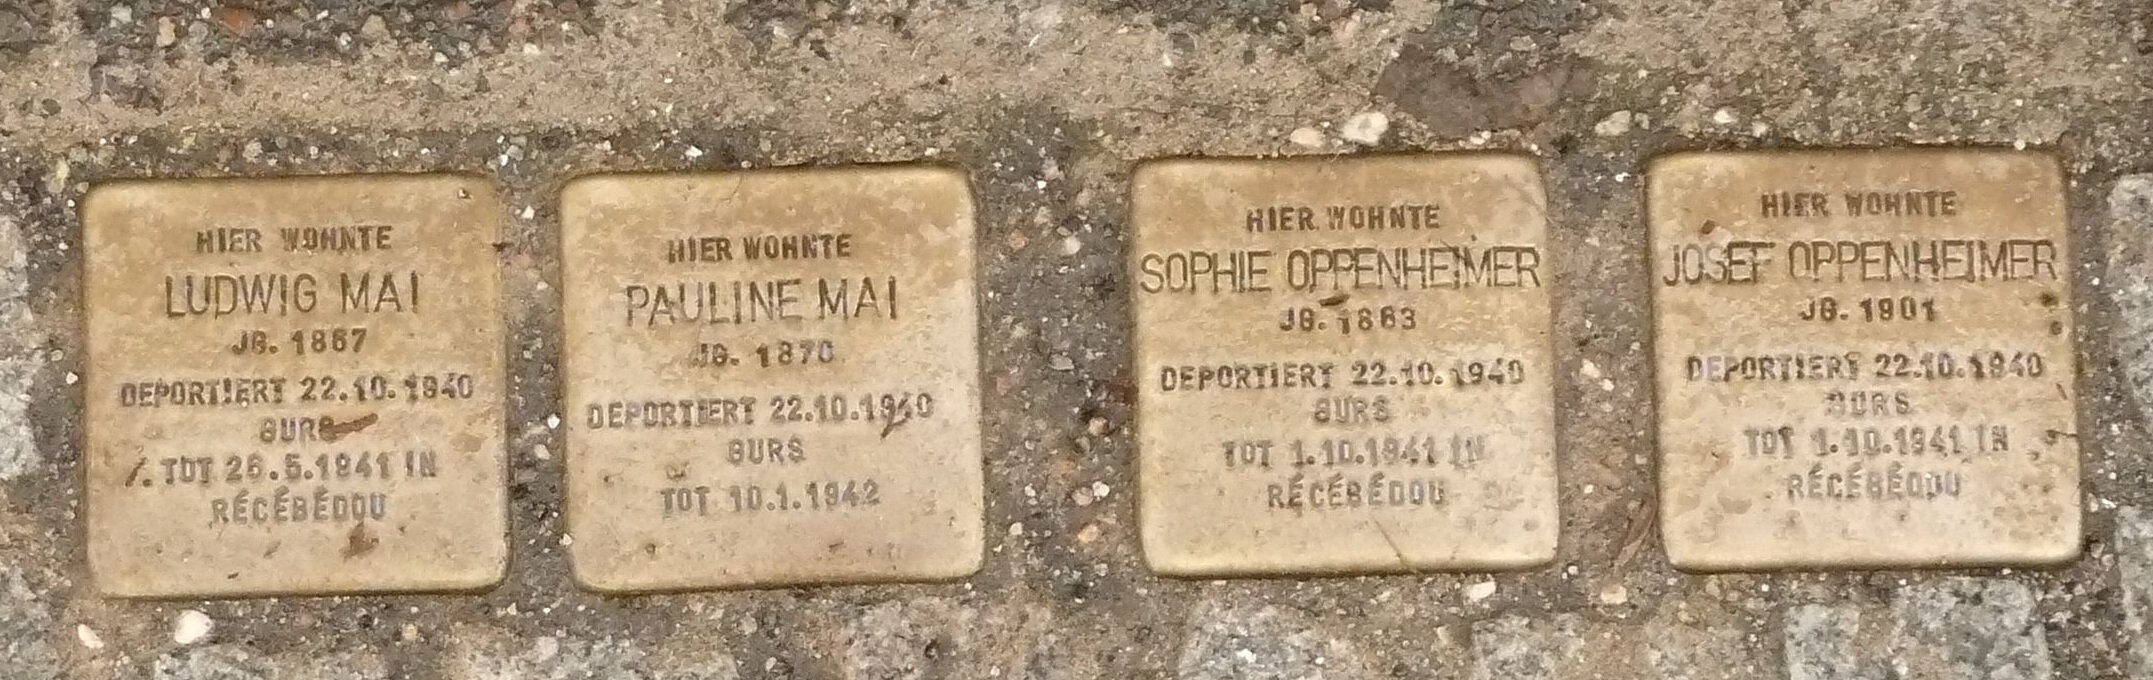 HIER WOHNTE
LUDWIG MAI
JG. 1867
DEPORTIERT 22.10.1940
GURS
TOT 26.5.1941 IN
RÉCÉBÉDOU
HIER WOHNTE
PAULINE MAI
JG. 1870
DEPORTIERT 22.10.1940
GURS
TOT 10.1.1942
HIER WOHNTE
SOPHIE OPPENHEIMER
JG. 1863
DEPORTIERT 22.10.1940
GURS
TOT 1.10.1941 IN
RÉCÉBÉDOU
HIER WOHNTE
JOSEF OPPENHEIMER
JG. 1901
DEPORTIERT 22.10.1940
GURS
TOT 1.10.1941 IN
RÉCÉBÉDOU